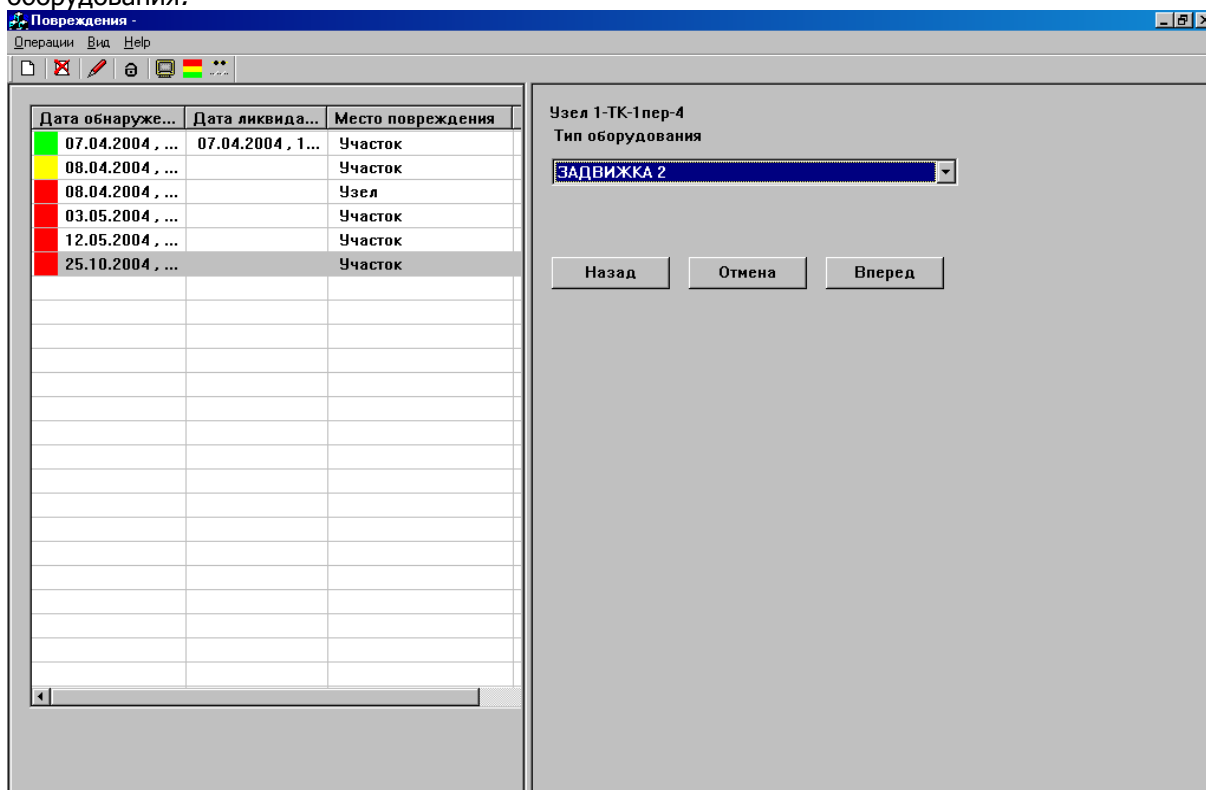 оборудования.
Повреждения -
Операции Вид Help
Дата обнаруже... Дата ликвида... Место повреждения
07.04.2004 , ... 07.04.2004 , 1... Участок
08.04.2004 , ... Участок
08.04.2004 , ... Узел
03.05.2004 , ... Участок
12.05.2004 , ... Участок
25.10.2004 , ... Участок
Узел 1-ТК-1пер-4
Тип оборудования
ЗАДВИЖКА 2
Назад Отмена Вперед